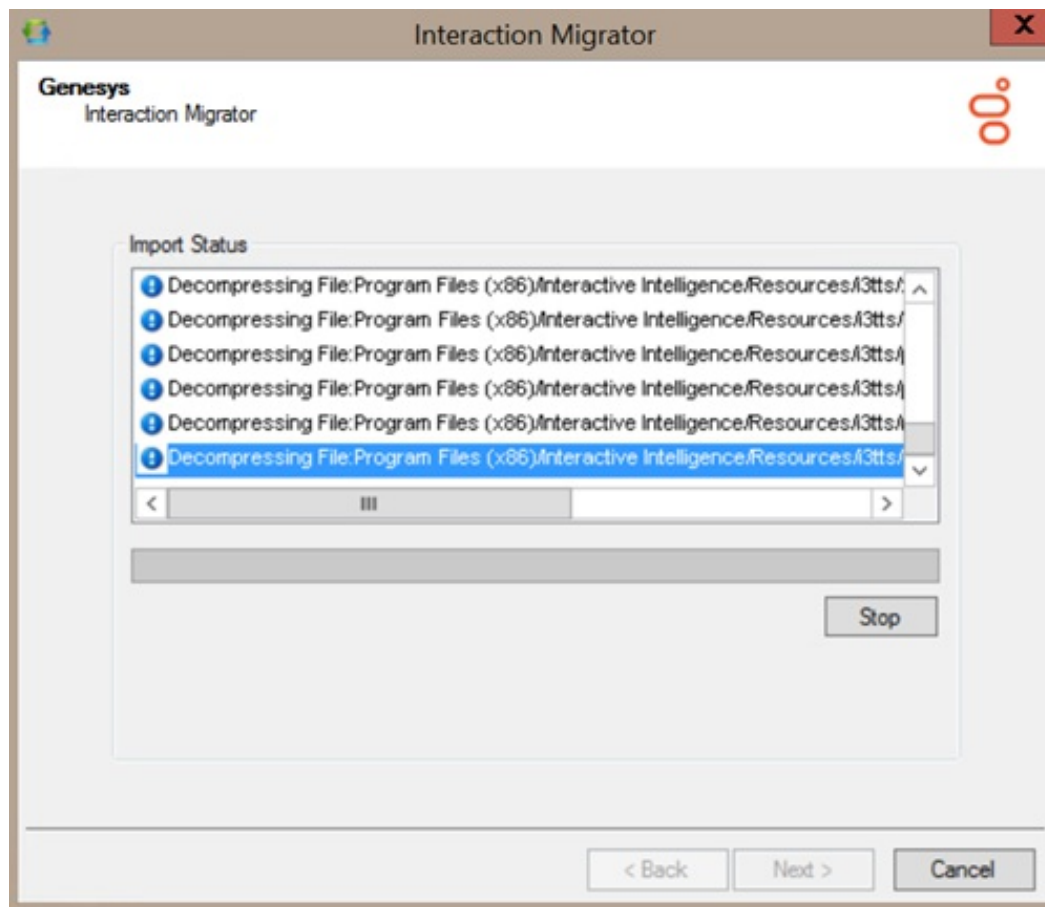 Interaction Migrator
X
Genesys
Interaction Migrator
Import Status
Decompressing File:Program Files (x86)/Interactive Intelligence/Resources/i3tts/
Decompressing File:Program Files (x86)/Interactive Intelligence/Resources/i3tts/
Decompressing File:Program Files (x86)/Interactive Intelligence/Resources/i3tts/
Decompressing File:Program Files (x86)/Interactive Intelligence/Resources/i3tts/
Decompressing File:Program Files (x86)/Interactive Intelligence/Resources/i3tts/
Decompressing File:Program Files (x86)/Interactive Intelligence/Resources/i3tts/
Stop
< Back
Next >
Cancel